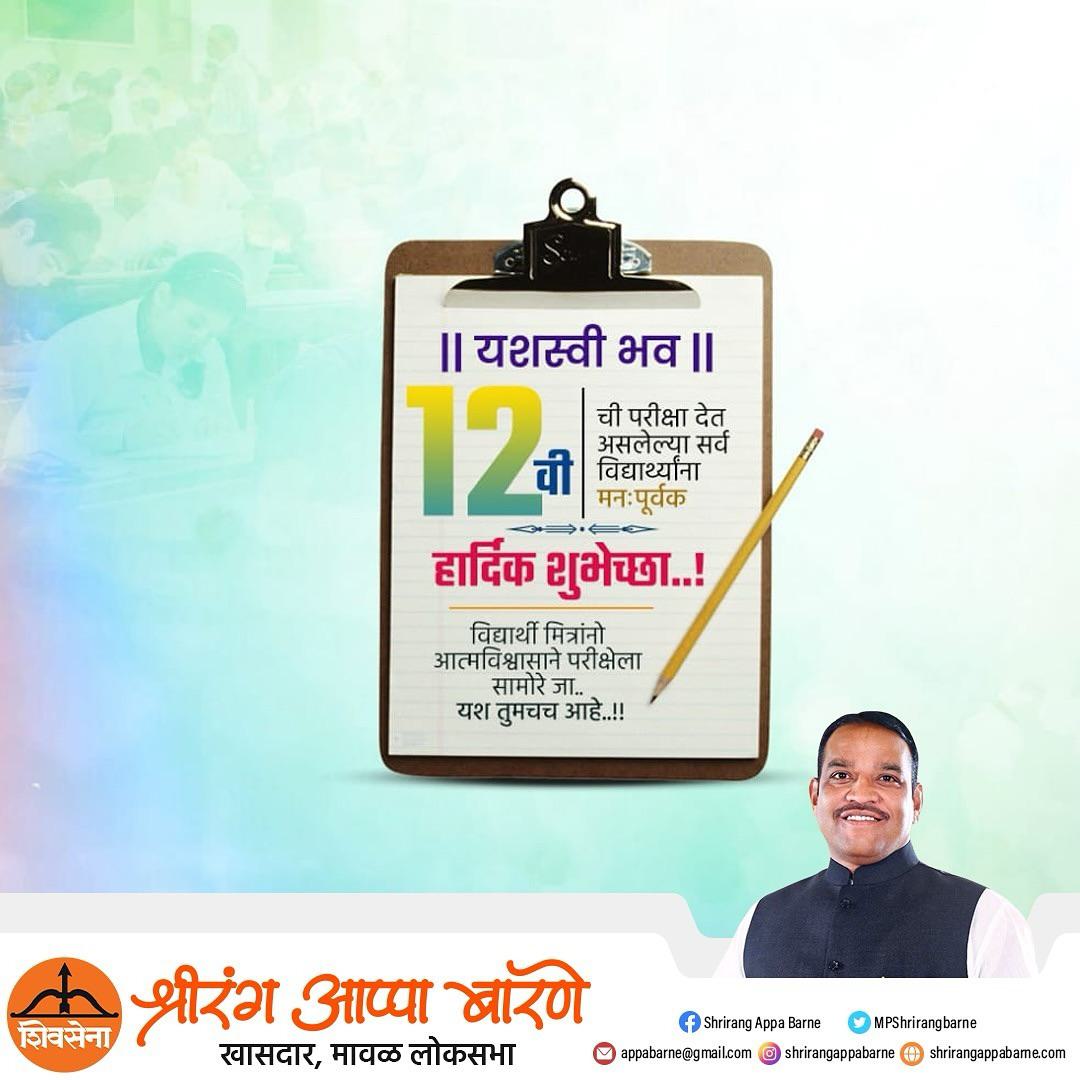 || यशस्वी भव ||
12वी
ची परीक्षा देत
असलेल्या सर्व
विद्यार्थ्यांना
मनःपूर्वक
हार्दिक शुभेच्छा..!
विद्यार्थी मित्रांनो
आत्मविश्वासाने परीक्षेला
सामोरे जा..
यश तुमचच आहे..!!
शिवसेना
श्रीरंग आप्पा बारणे
खासदार, मावळ लोकसभा
Shrirang Appa Barne
MPShrirangbarne
appabarne@gmail.com
shrirangappabarne
shrirangappabarne.com